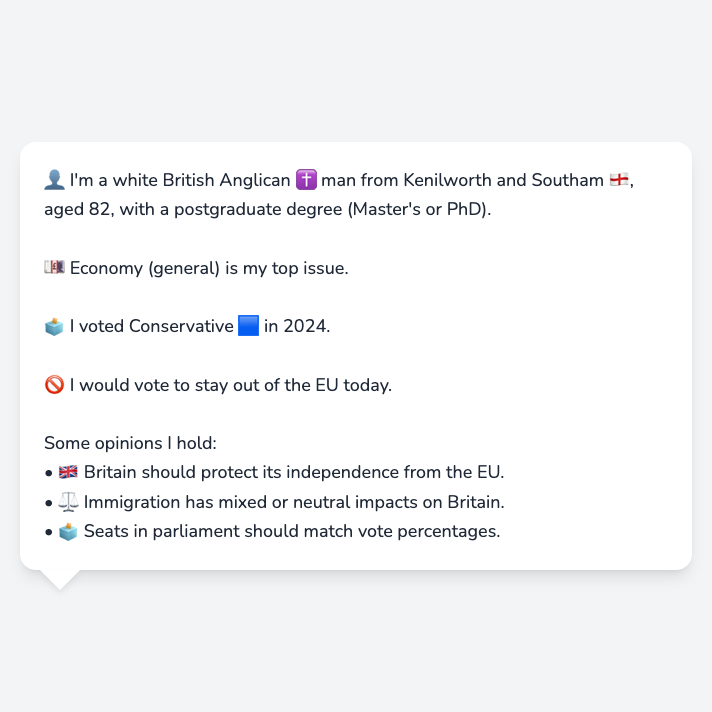 👤 I'm a white British Anglican ✝️ man from Kenilworth and Southam 🏴󠁧󠁢󠁥󠁮󠁧󠁿,
aged 82, with a postgraduate degree (Master's or PhD).
💷 Economy (general) is my top issue.
🗳️ I voted Conservative 🟦 in 2024.
🚫 I would vote to stay out of the EU today.
Some opinions I hold:
• 🇬🇧 Britain should protect its independence from the EU.
• ⚖️ Immigration has mixed or neutral impacts on Britain.
• 🗳️ Seats in parliament should match vote percentages.